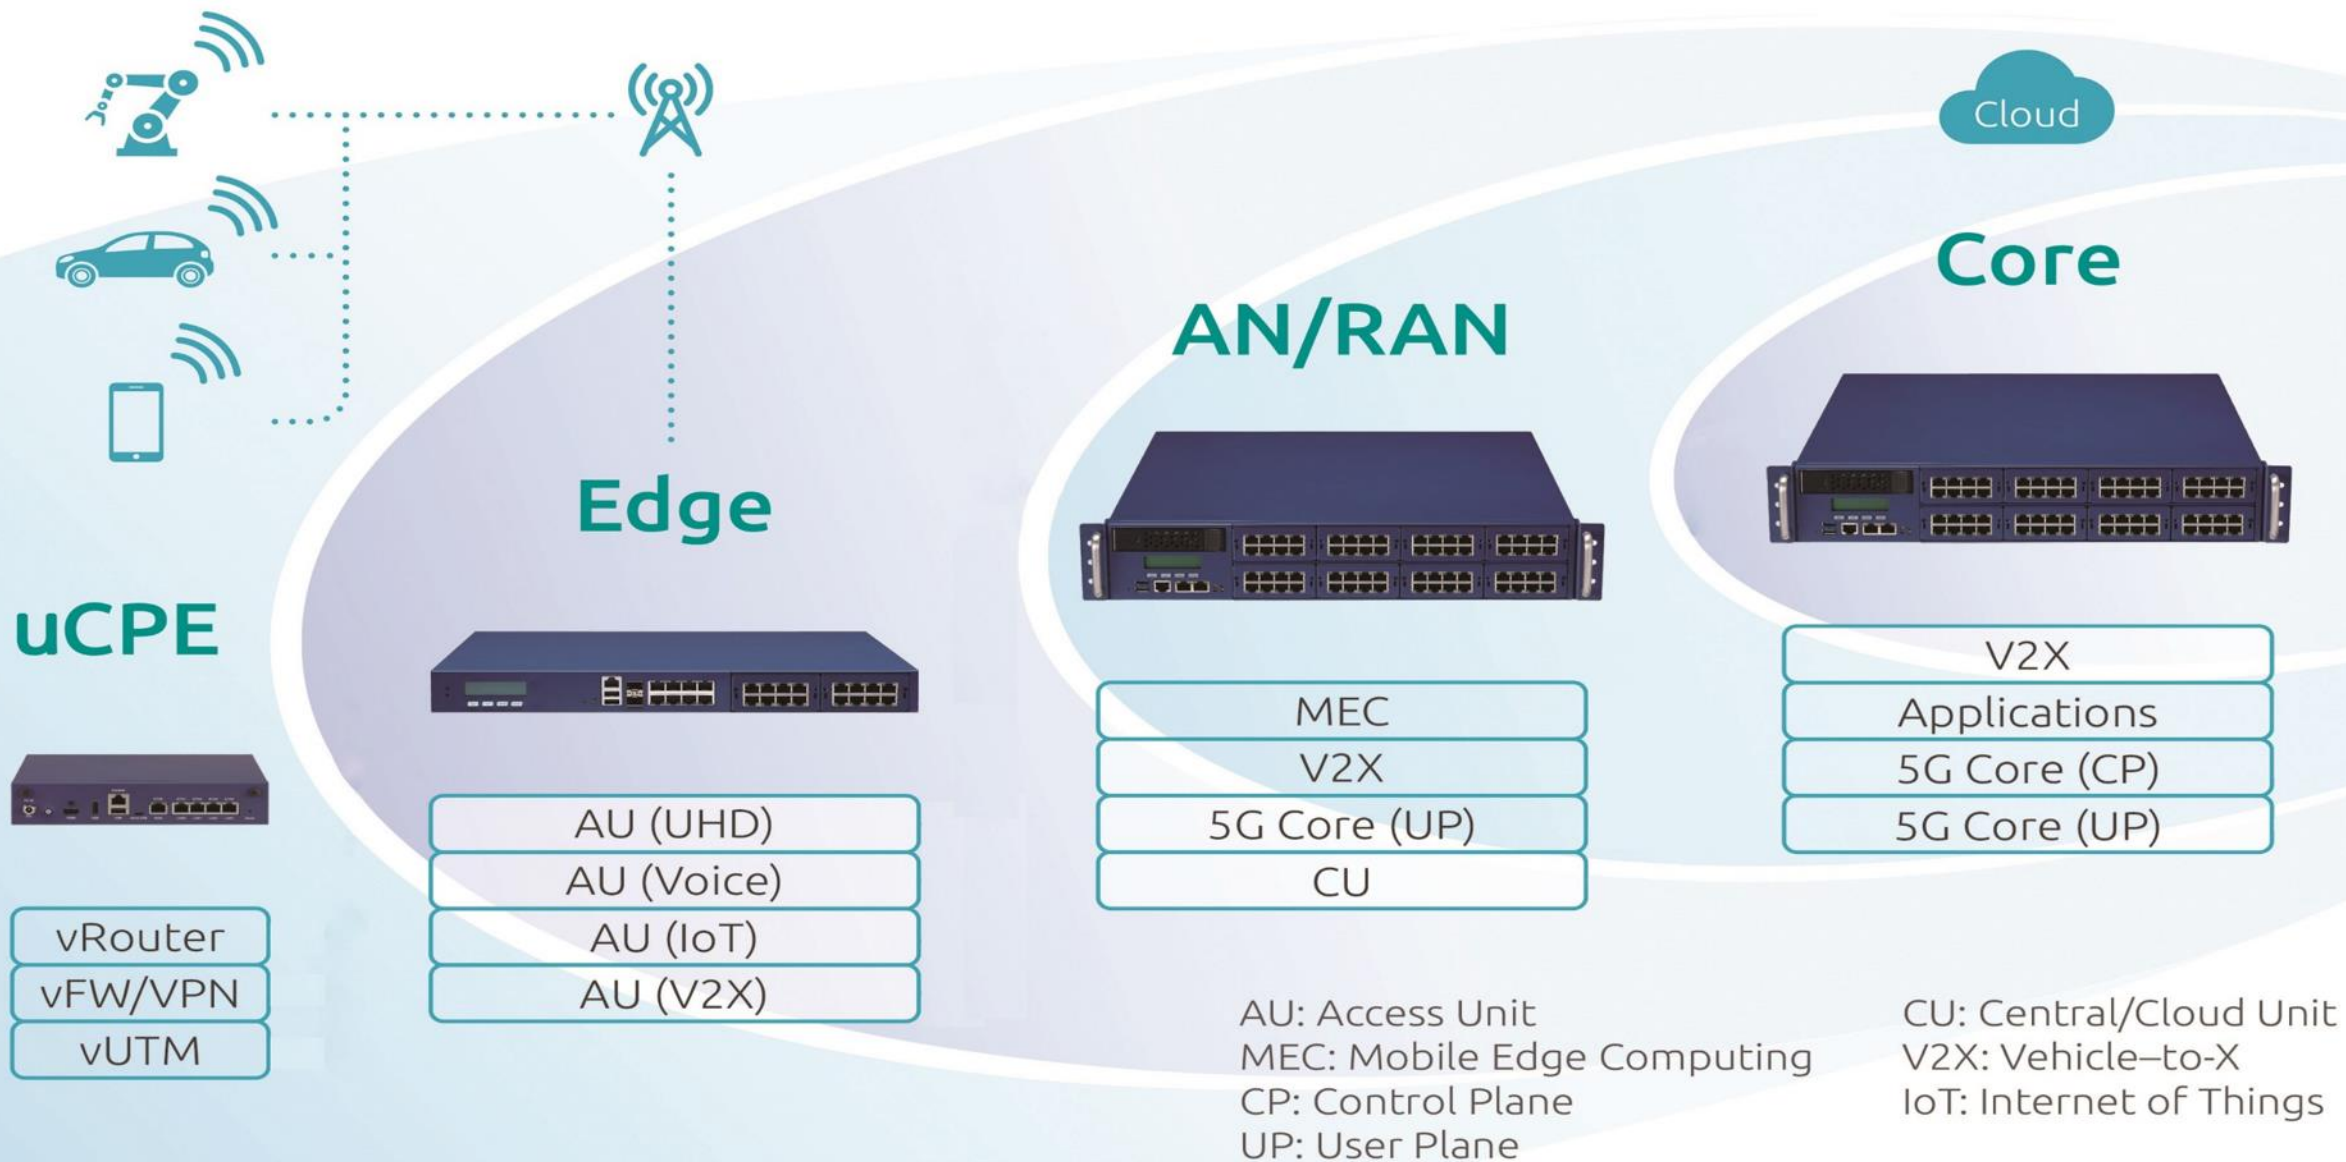 Cloud
Core
AN/RAN
Edge
uCPE
vRouter
vFW/VPN
vUTM
AU (UHD)
AU (Voice)
AU (IoT)
AU (V2X)
MEC
V2X
5G Core (UP)
CU
V2X
Applications
5G Core (CP)
5G Core (UP)
AU: Access Unit
MEC: Mobile Edge Computing
CP: Control Plane
UP: User Plane
CU: Central/Cloud Unit
V2X: Vehicle–to-X
IoT: Internet of Things